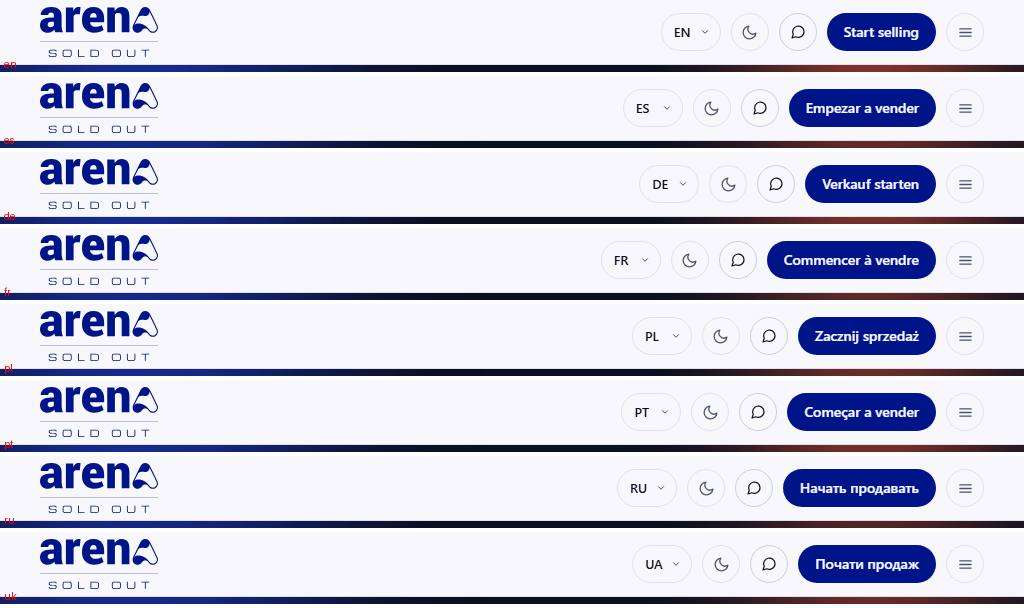 arena
EN
Start selling
SOLD OUT
en
arena
ES
Empezar a vender
SOLD OUT
es
arena
DE
Verkauf starten
SOLD OUT
de
arena
FR
Commencer à vendre
SOLD OUT
fr
arena
PL
Zacznij sprzedaż
SOLD OUT
pl
arena
PT
Começar a vender
SOLD OUT
pt
arena
RU
Начать продавать
SOLD OUT
ru
arena
UA
Почати продаж
SOLD OUT
uk